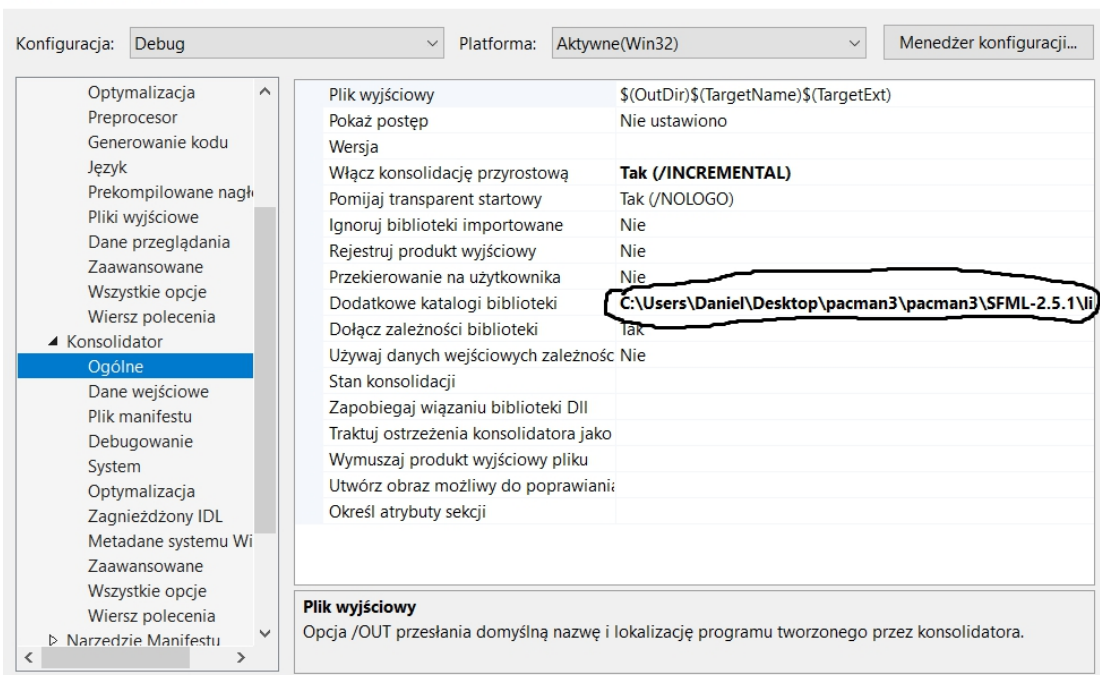 Konfiguracja: Debug Platforma: Aktywne(Win32) Menedżer konfiguracji...
Optymalizacja
Preprocesor
Generowanie kodu
Język
Prekompilowane nagł
Pliki wyjściowe
Dane przeglądania
Zaawansowane
Wszystkie opcje
Wiersz polecenia
Konsolidator
Ogólne
Dane wejściowe
Plik manifestu
Debugowanie
System
Optymalizacja
Zagnieżdżony IDL
Metadane systemu Wi
Zaawansowane
Wszystkie opcje
Wiersz polecenia
Narzędzie Manifestu
Plik wyjściowy $(OutDir)$(TargetName)$(TargetExt)
Pokaż postęp Nie ustawiono
Wersja
Włącz konsolidację przyrostową Tak (/INCREMENTAL)
Pomijaj transparent startowy Tak (/NOLOGO)
Ignoruj biblioteki importowane Nie
Rejestruj produkt wyjściowy Nie
Przekierowanie na użytkownika Nie
Dodatkowe katalogi biblioteki C:\Users\Daniel\Desktop\pacman3\pacman3\SFML-2.5.1\li
Dołącz zależności biblioteki Tak
Używaj danych wejściowych zależnośc Nie
Stan konsolidacji
Zapobiegaj wiązaniu biblioteki Dll
Traktuj ostrzeżenia konsolidatora jako
Wymuszaj produkt wyjściowy pliku
Utwórz obraz możliwy do poprawiania
Określ atrybuty sekcji
Plik wyjściowy
Opcja /OUT przesłania domyślną nazwę i lokalizację programu tworzonego przez konsolidatora.